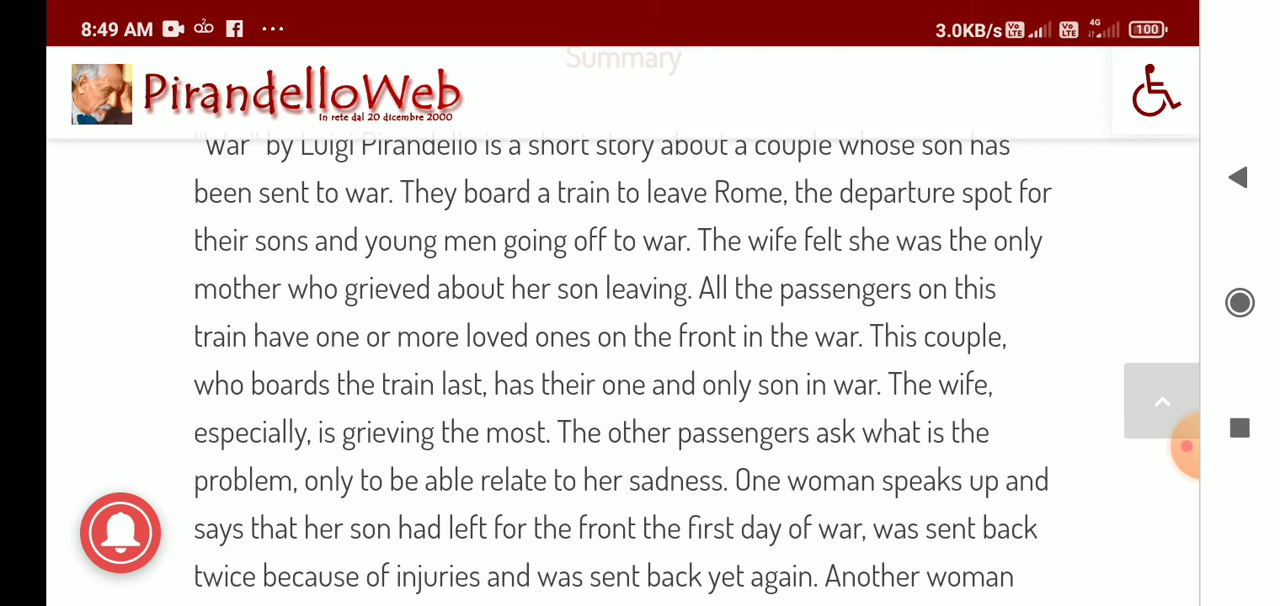 8:49 AM
3.0KB/s Vo LTE Vo LTE 4G 100
Summary
PirandelloWeb
In rete dal 20 dicembre 2000
"War" by Luigi Pirandello is a short story about a couple whose son has
been sent to war. They board a train to leave Rome, the departure spot for
their sons and young men going off to war. The wife felt she was the only
mother who grieved about her son leaving. All the passengers on this
train have one or more loved ones on the front in the war. This couple,
who boards the train last, has their one and only son in war. The wife,
especially, is grieving the most. The other passengers ask what is the
problem, only to be able relate to her sadness. One woman speaks up and
says that her son had left for the front the first day of war, was sent back
twice because of injuries and was sent back yet again. Another woman